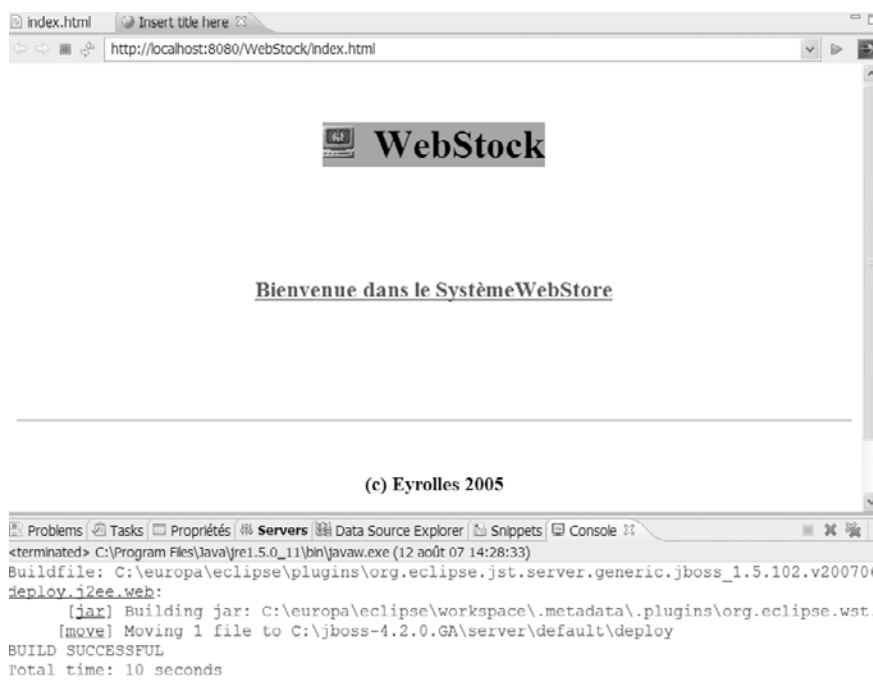 index.html Insert title here
http://localhost:8080/WebStock/index.html
WebStock
Bienvenue dans le SystèmeWebStore
(c) Eyrolles 2005
Problems Tasks Propriétés Servers Data Source Explorer Snippets Console
<terminated> C:\Program Files\Java\jre1.5.0_11\bin\javaw.exe (12 août 07 14:28:33)
Buildfile: C:\europa\eclipse\plugins\org.eclipse.jst.server.generic.jboss_1.5.102.v20070
deploy.j2ee.web:
[jar] Building jar: C:\europa\eclipse\workspace\.metadata\.plugins\org.eclipse.wst.
[move] Moving 1 file to C:\jboss-4.2.0.GA\server\default\deploy
BUILD SUCCESSFUL
Total time: 10 seconds